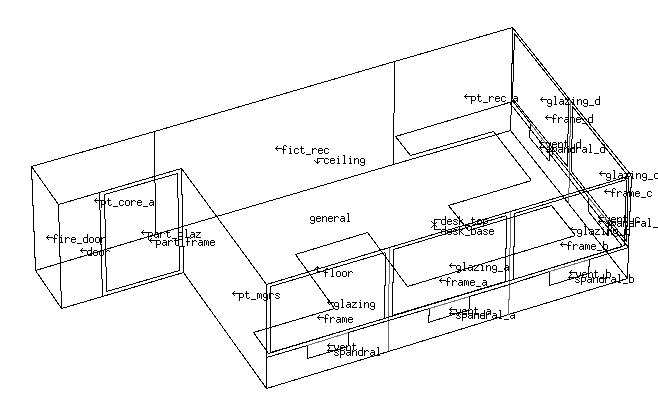 ←pt_rec_a
←glazing_d
←frame_d
←vent_d
←spandral_d
←fict_rec
←ceiling
←glazing_c
←frame_c
←pt_core_a
←vent_c
←spandral_
general
←desk_top
←desk_base
←part_glaz
←part_frame
←fire_door
←door
←glazing_b
←frame_b
←floor
←glazing_a
←frame_a
←vent_b
←spandral_b
←pt_mgrs
←glazing
←frame
←vent_a
←spandral_a
←vent
←spandral